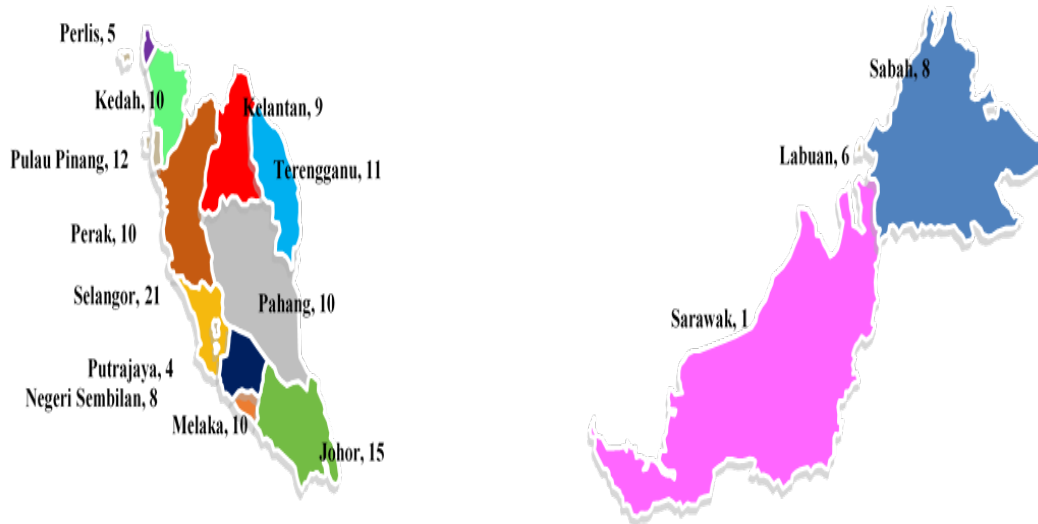 Perlis, 5
Kedah, 10
Kelantan, 9
Pulau Pinang, 12
Terengganu, 11
Perak, 10
Selangor, 21
Pahang, 10
Putrajaya, 4
Negeri Sembilan, 8
Melaka, 10
Johor, 15
Sabah, 8
Labuan, 6
Sarawak, 1